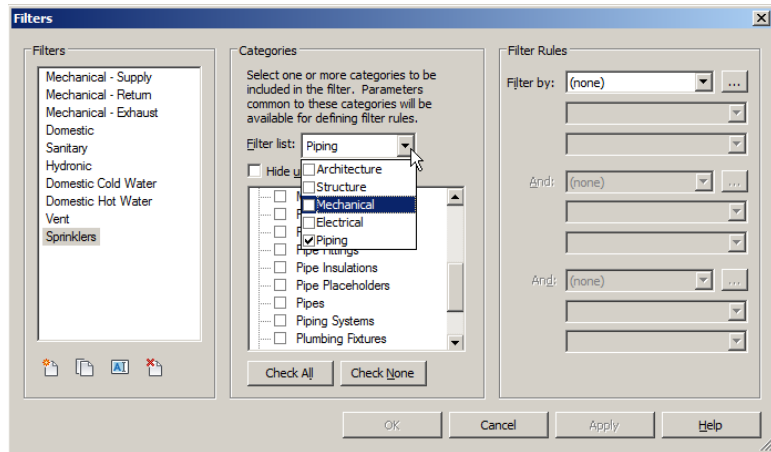 Filters
Filters
Mechanical - Supply
Mechanical - Return
Mechanical - Exhaust
Domestic
Sanitary
Hydronic
Domestic Cold Water
Domestic Hot Water
Vent
Sprinklers
Categories
Select one or more categories to be
included in the filter. Parameters
common to these categories will be
available for defining filter rules.
Filter list: Piping
Hide u
Architecture
Structure
Mechanical
Electrical
Piping
Pipe Fittings
Pipe Insulations
Pipe Placeholders
Pipes
Piping Systems
Plumbing Fixtures
Check All Check None
Filter Rules
Filter by: (none) ...
And: (none) ...
And: (none) ...
OK Cancel Apply Help